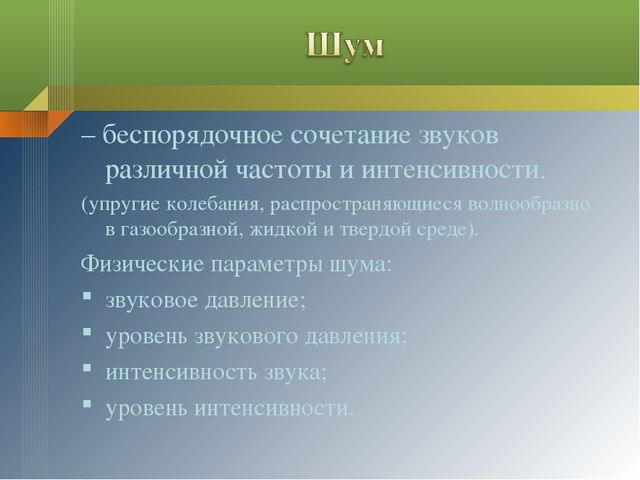 Шум
– беспорядочное сочетание звуков
различной частоты и интенсивности.
(упругие колебания, распространяющиеся волнообразно
в газообразной, жидкой и твердой среде).
Физические параметры шума:
▪ звуковое давление;
▪ уровень звукового давления;
▪ интенсивность звука;
▪ уровень интенсивности.